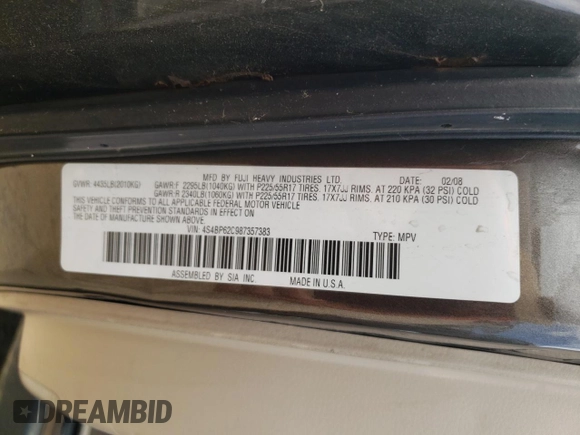 MFD BY FUJI HEAVY INDUSTRIES LTD. DATE: 02/08
GVWR: 4435LB(2010KG) GAWR:F 2295LB(1040KG) WITH P225/55R17 TIRES, 17X7JJ RIMS. AT 220 KPA (32 PSI) COLD
GAWR:R 2340LB(1060KG) WITH P225/55R17 TIRES, 17X7JJ RIMS. AT 210 KPA (30 PSI) COLD
THIS VEHICLE CONFORMS TO ALL APPLICABLE FEDERAL MOTOR VEHICLE
SAFETY AND THEFT PREVENTION STANDARDS IN EFFECT ON THE DATE OF
MANUFACTURE SHOWN ABOVE.
VIN: 4S4BP62C987357383 TYPE: MPV
ASSEMBLED BY SIA INC. MADE IN U.S.A.
DREAMBID